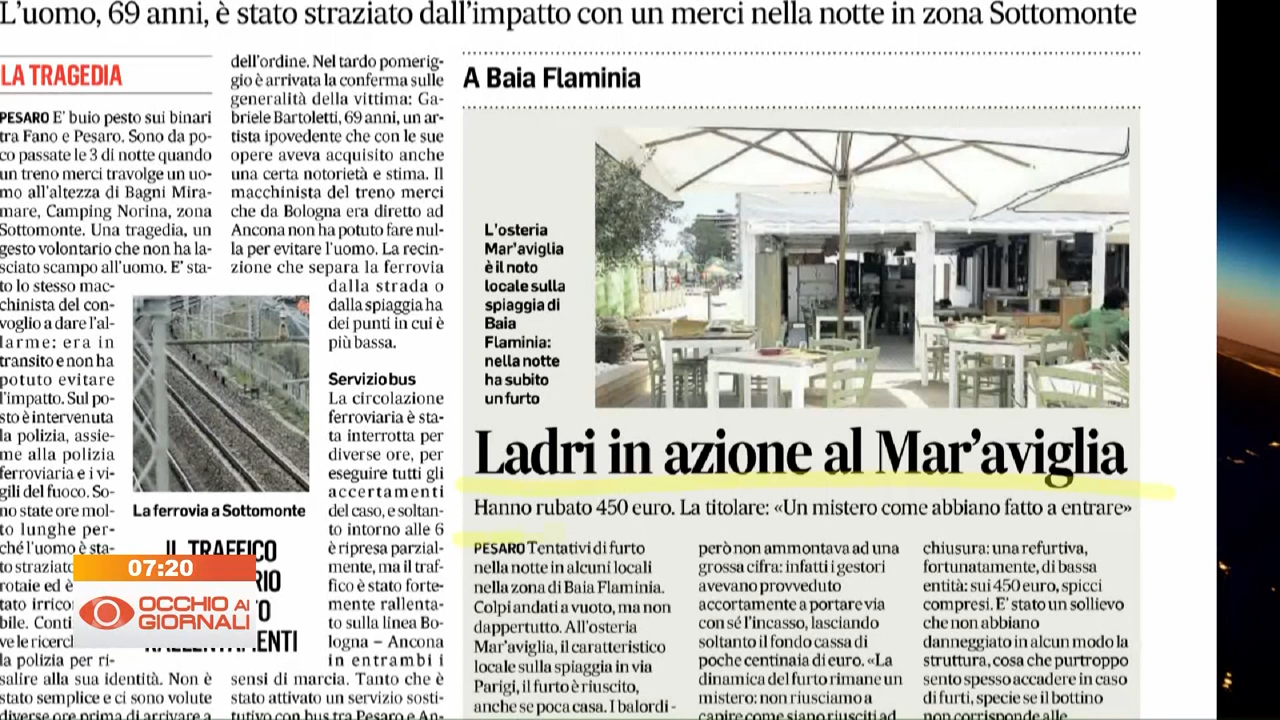 L'uomo, 69 anni, è stato straziato dall'impatto con un merci nella notte in zona Sottomonte
LA TRAGEDIA
PESARO E' buio pesto sui binari
tra Fano e Pesaro. Sono da po-
co passate le 3 di notte quando
un treno merci travolge un uo-
mo all'altezza di Bagni Mira-
mare, Camping Norina, zona
Sottomonte. Una tragedia, un
gesto volontario che non ha la-
sciato scampo all'uomo. E' sta-
to lo stesso mac-
chinista del con-
voglio a dare l'al-
larme: era in
transito e non ha
potuto evitare
l'impatto. Sul po-
sto è intervenuta
la polizia, assie-
me alla polizia
ferroviaria e i vi-
gili del fuoco. So-
no state ore mol-
to lunghe per-
ché l'uomo è sta-
to straziato
rotaie ed è
tato irrico
bile. Conti
ve le ricerch
la polizia per ri-
salire alla sua identità. Non è
stato semplice e ci sono volute
diverse ore prima di arrivare a
La ferrovia a Sottomonte
IL TRAFFICO
07:20
OCCHIO AI
GIORNALI
dell'ordine. Nel tardo pomerig-
gio è arrivata la conferma sulle
generalità della vittima: Ga-
briele Bartoletti, 69 anni, un ar-
tista ipovedente che con le sue
opere aveva acquisito anche
una certa notorietà e stima. Il
macchinista del treno merci
che da Bologna era diretto ad
Ancona non ha potuto fare nul-
la per evitare l'uomo. La recin-
zione che separa la ferrovia
dalla strada o
dalla spiaggia ha
dei punti in cui è
più bassa.
Servizio bus
La circolazione
ferroviaria è sta-
ta interrotta per
diverse ore, per
eseguire tutti gli
accertamenti
del caso, e soltan-
to intorno alle 6
è ripresa parzial-
mente, ma il traf-
fico è stato forte-
mente rallenta-
to sulla linea Bo-
logna – Ancona
in entrambi i
sensi di marcia. Tanto che è
stato attivato un servizio sosti-
tutivo con bus tra Pesaro e An-
A Baia Flaminia
L'osteria
Mar'aviglia
è il noto
locale sulla
spiaggia di
Baia
Flaminia:
nella notte
ha subito
un furto
Ladri in azione al Mar'aviglia
Hanno rubato 450 euro. La titolare: «Un mistero come abbiano fatto a entrare»
PESARO Tentativi di furto
nella notte in alcuni locali
nella zona di Baia Flaminia.
Colpi andati a vuoto, ma non
dappertutto. All'osteria
Mar'aviglia, il caratteristico
locale sulla spiaggia in via
Parigi, il furto è riuscito,
anche se poca cosa. I balordi -
però non ammontava ad una
grossa cifra: infatti i gestori
avevano provveduto
accortamente a portare via
con sé l'incasso, lasciando
soltanto il fondo cassa di
poche centinaia di euro. «La
dinamica del furto rimane un
mistero: non riusciamo a
capire come siano riusciti ad
chiusura: una refurtiva,
fortunatamente, di bassa
entità: sui 450 euro, spicci
compresi. E' stato un sollievo
che non abbiano
danneggiato in alcun modo la
struttura, cosa che purtroppo
sento spesso accadere in caso
di furti, specie se il bottino
non corrisponde alle